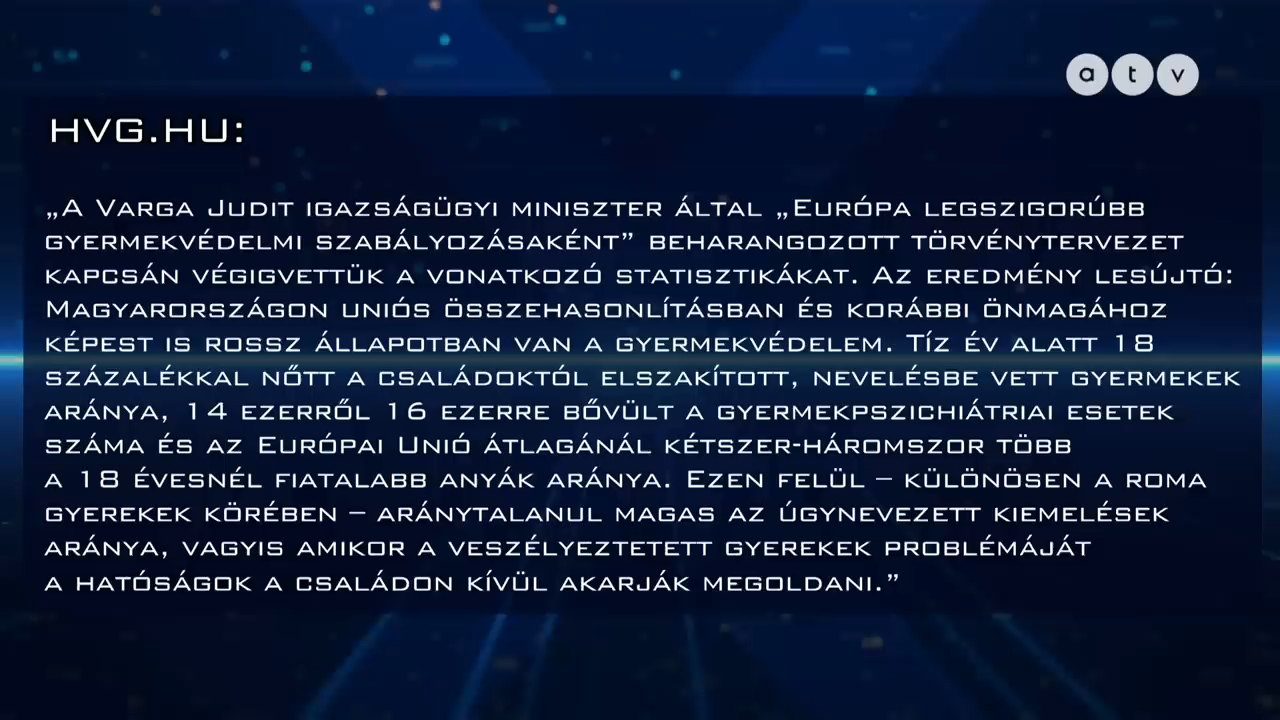 atv
HVG.HU:
„A Varga Judit igazságügyi miniszter által „Európa legszigorúbb
gyermekvédelmi szabályozásaként” beharangozott törvénytervezet
kapcsán végigvettük a vonatkozó statisztikákat. Az eredmény lesújtó:
Magyarországon uniós összehasonlításban és korábbi önmagához
képest is rossz állapotban van a gyermekvédelem. Tíz év alatt 18
százalékkal nőtt a családoktól elszakított, nevelésbe vett gyermekek
aránya, 14 ezerről 16 ezerre bővült a gyermekpszichiátriai esetek
száma és az Európai Unió átlagánál kétszer-háromszor több
a 18 évesnél fiatalabb anyák aránya. Ezen felül – különösen a roma
gyerekek körében – aránytalanul magas az úgynevezett kiemelések
aránya, vagyis amikor a veszélyeztetett gyerekek problémáját
a hatóságok a családon kívül akarják megoldani.”